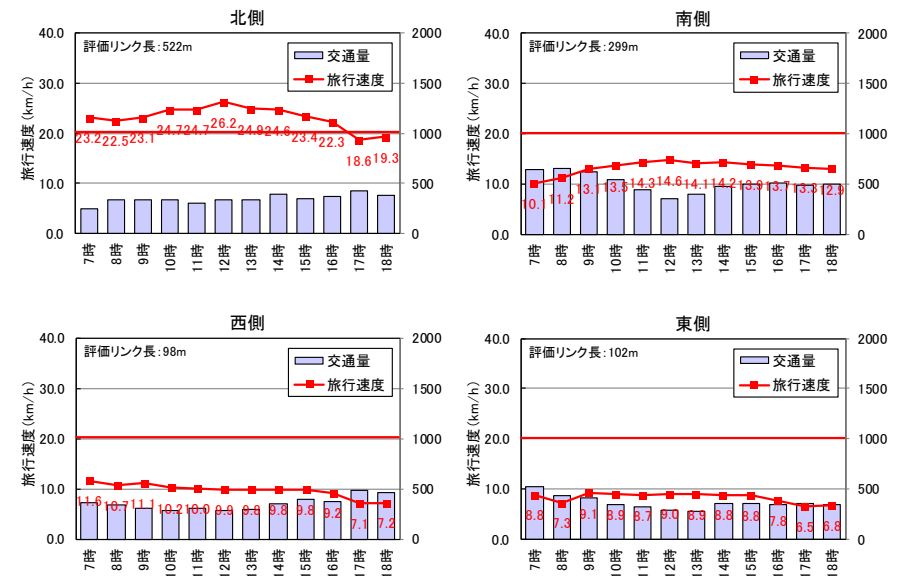 北側
評価リンク長：522m
交通量
旅行速度
旅行速度（km/h）
40.0
30.0
20.0
10.0
0.0
2000
1500
1000
500
0
23.2 22.5 23.1 24.7 24.7 26.2 24.9 24.6 23.4 22.3 18.6 19.3
7時 8時 9時 10時 11時 12時 13時 14時 15時 16時 17時 18時
南側
評価リンク長：299m
交通量
旅行速度
旅行速度（km/h）
40.0
30.0
20.0
10.0
0.0
2000
1500
1000
500
0
10.1 11.2 13.1 13.5 14.3 14.6 14.1 14.2 13.9 13.7 13.3 12.9
7時 8時 9時 10時 11時 12時 13時 14時 15時 16時 17時 18時
西側
評価リンク長：98m
交通量
旅行速度
旅行速度（km/h）
40.0
30.0
20.0
10.0
0.0
2000
1500
1000
500
0
11.6 10.7 11.1 10.2 10.0 9.9 9.8 9.8 9.8 9.2 7.1 7.2
7時 8時 9時 10時 11時 12時 13時 14時 15時 16時 17時 18時
東側
評価リンク長：102m
交通量
旅行速度
旅行速度（km/h）
40.0
30.0
20.0
10.0
0.0
2000
1500
1000
500
0
8.8 7.3 9.1 8.9 8.7 9.0 8.9 8.8 8.8 7.8 6.5 6.8
7時 8時 9時 10時 11時 12時 13時 14時 15時 16時 17時 18時